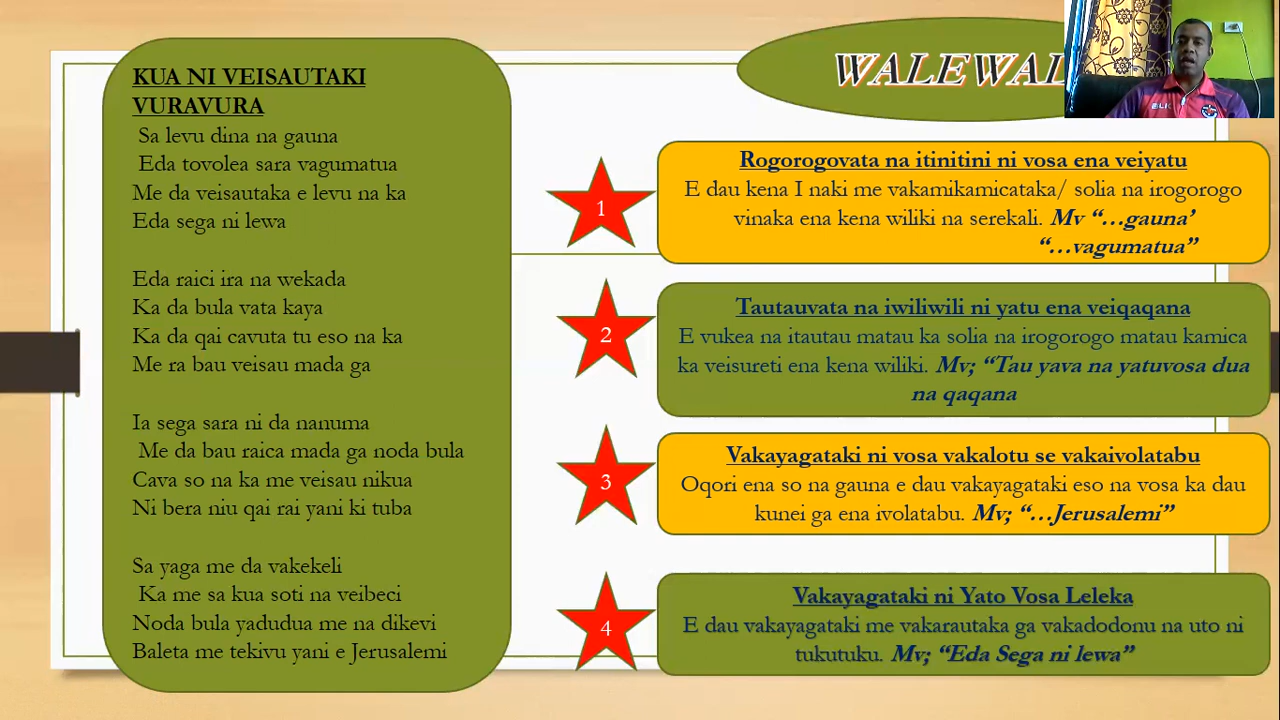 KUA NI VEISAUTAKI
VURAVURA
Sa levu dina na gauna
Eda tovolea sara vagumatua
Me da veisautaka e levu na ka
Eda sega ni lewa
Eda raici ira na wekada
Ka da bula vata kaya
Ka da qai cavuta tu eso na ka
Me ra bau veisau mada ga
Ia sega sara ni da nanuma
Me da bau raica mada ga noda bula
Cava so na ka me veisau nikua
Ni bera niu qai rai yani ki tuba
Sa yaga me da vakekeli
Ka me sa kua soti na veibeci
Noda bula yadudua me na dikevi
Baleta me tekivu yani e Jerusalemi
WALEWAL
1
Rogorogovata na itinitini ni vosa ena veiyatu
E dau kena I naki me vakamikamicataka/ solia na irogorogo
vinaka ena kena wiliki na serekali. Mv “…gauna’
“…vagumatua”
2
Tautauvata na iwiliwili ni yatu ena veiqaqana
E vukea na itautau matau ka solia na irogorogo matau kamica
ka veisureti ena kena wiliki. Mv; “Tau yava na yatuvosa dua
na qaqana
3
Vakayagataki ni vosa vakalotu se vakaivolatabu
Oqori ena so na gauna e dau vakayagataki eso na vosa ka dau
kunei ga ena ivolatabu. Mv; “…Jerusalemi”
4
Vakayagataki ni Yato Vosa Leleka
E dau vakayagataki me vakarautaka ga vakadodonu na uto ni
tukutuku. Mv; “Eda Sega ni lewa”